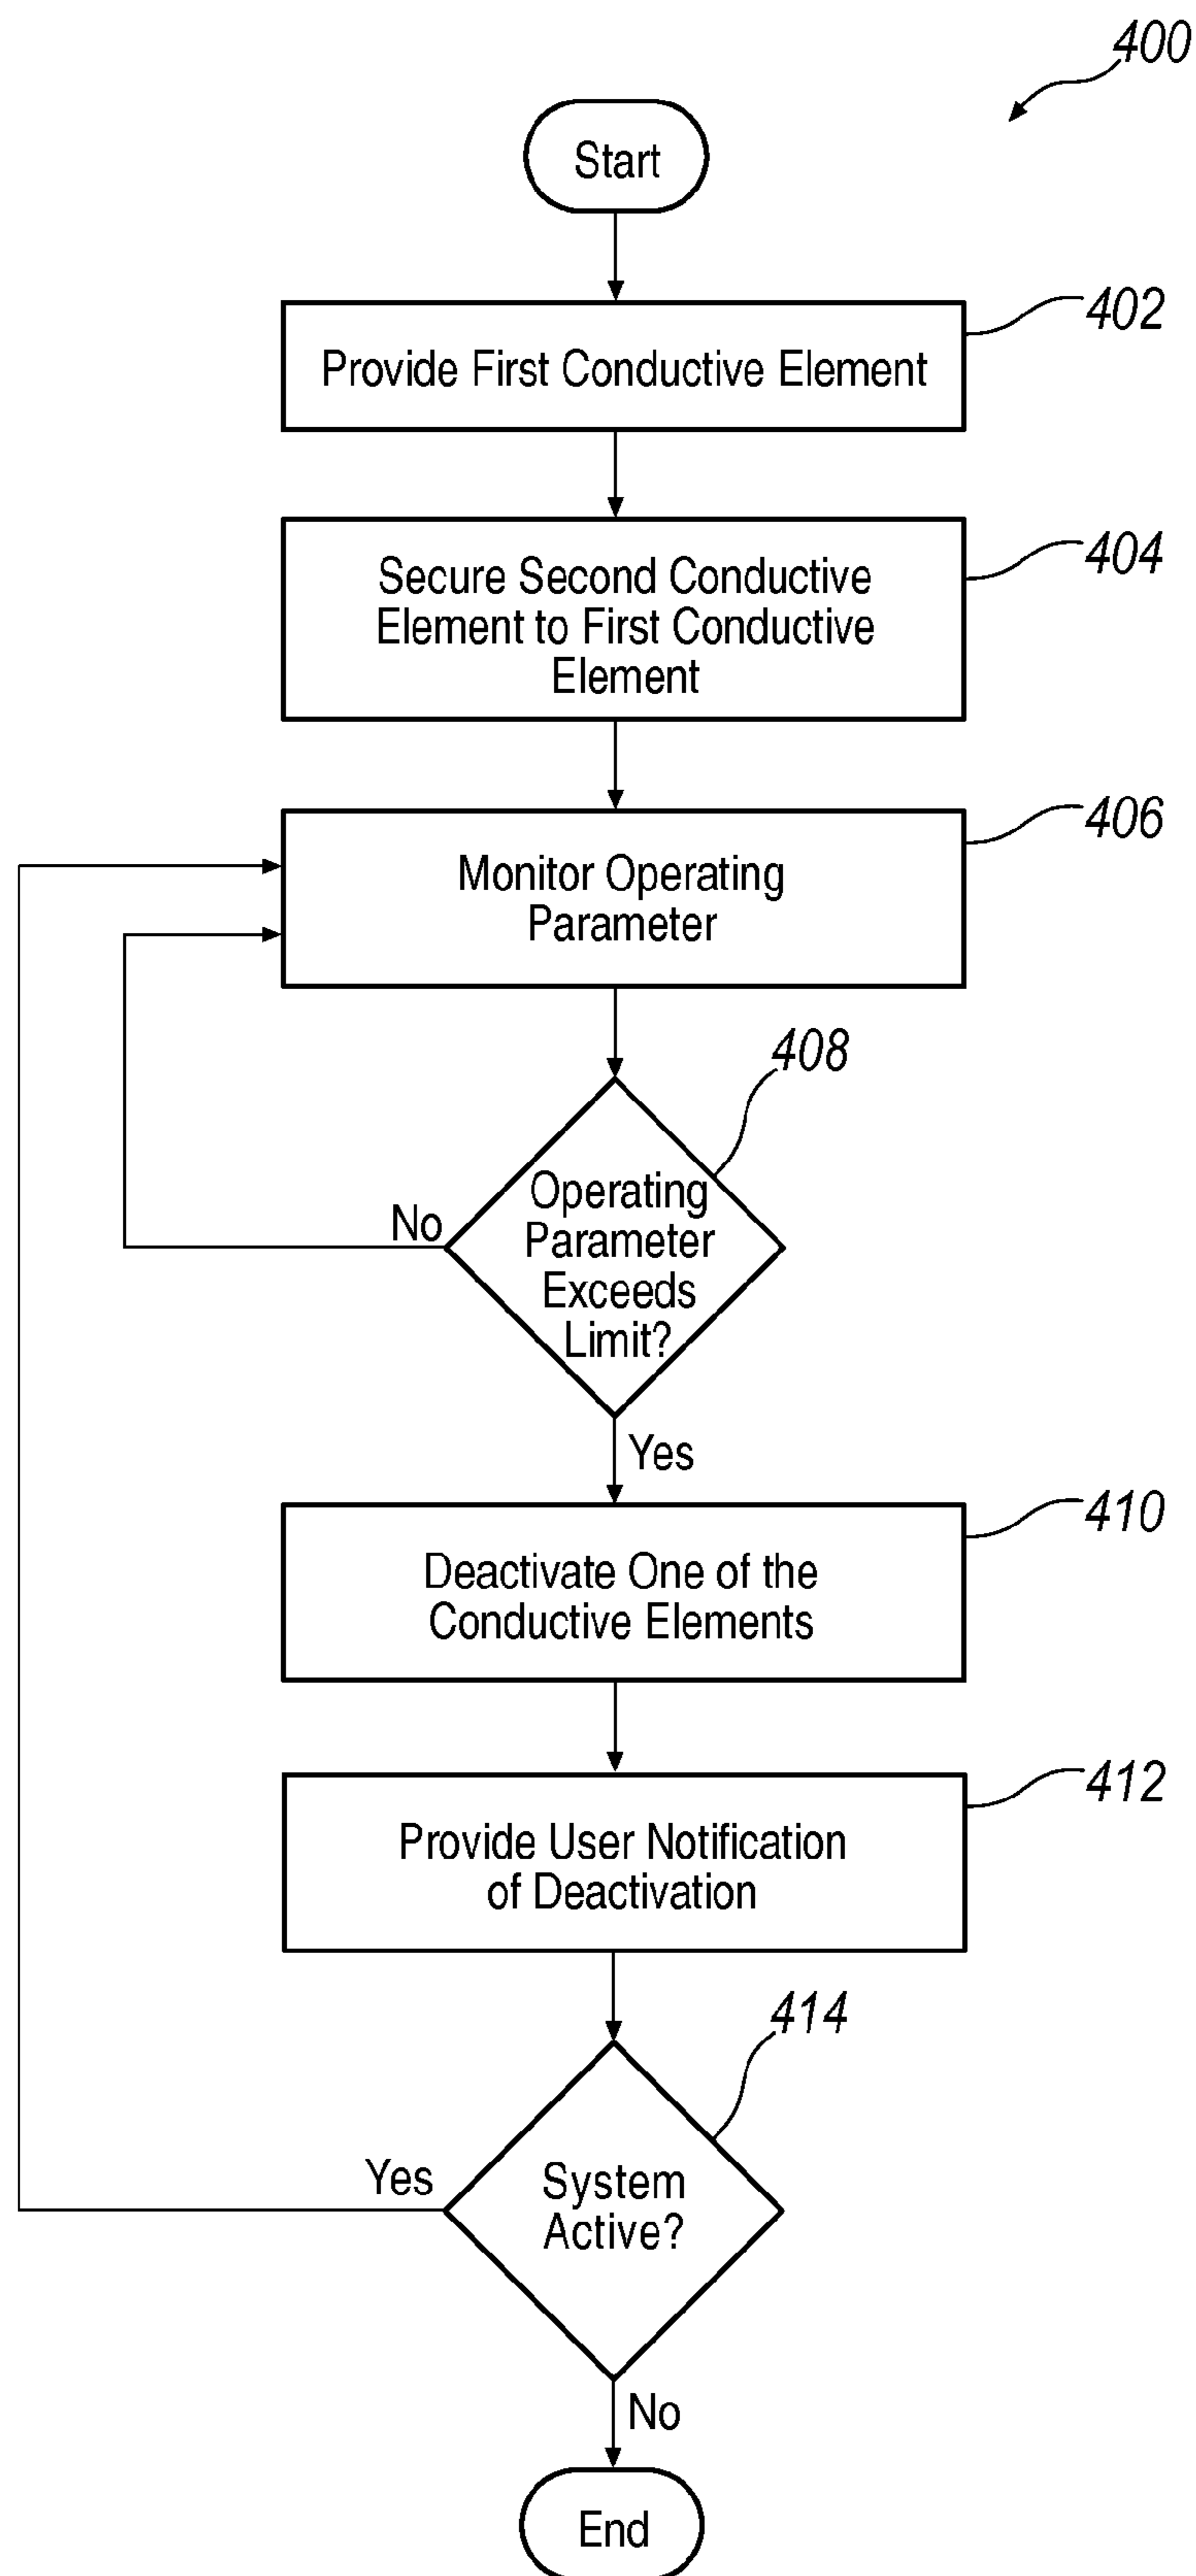 400
Start
402
Provide First Conductive Element
404
Secure Second Conductive
Element to First Conductive
Element
406
Monitor Operating
Parameter
408
Operating
Parameter
Exceeds
Limit?
No
Yes
410
Deactivate One of the
Conductive Elements
412
Provide User Notification
of Deactivation
414
System
Active?
Yes
No
End